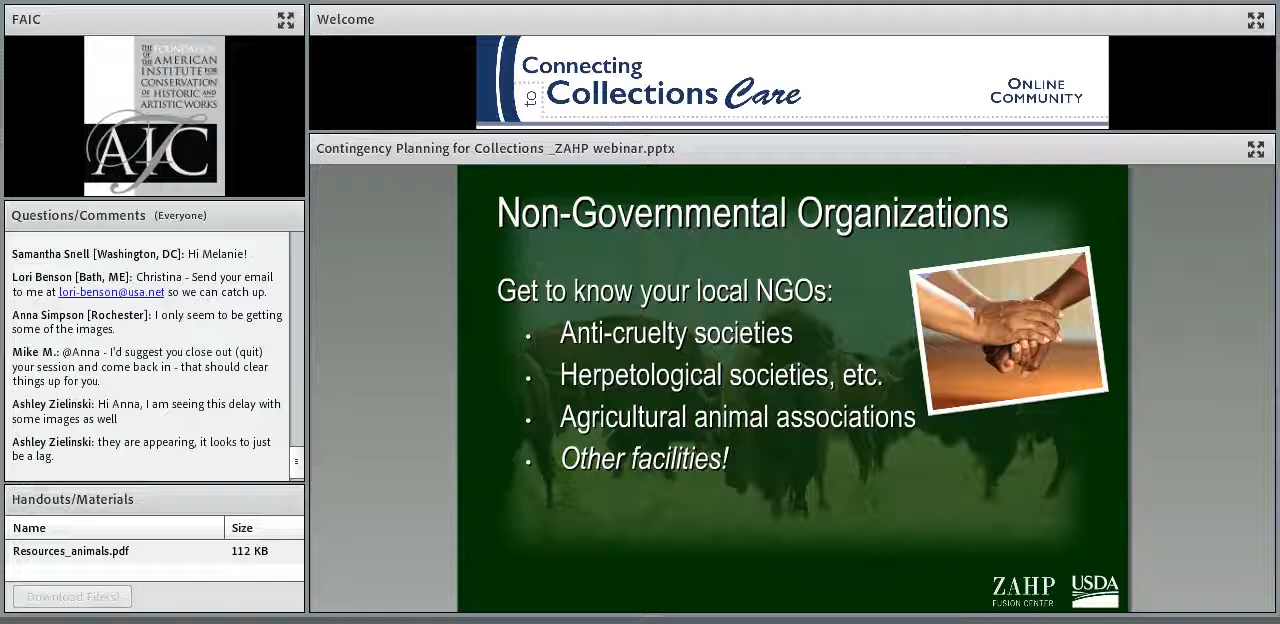 FAIC
THE FOUNDATION
OF THE AMERICAN
INSTITUTE FOR
CONSERVATION
OF HISTORIC AND
ARTISTIC WORKS
AIC
Questions/Comments (Everyone)
Samantha Snell [Washington, DC]: Hi Melanie!
Lori Benson [Bath, ME]: Christina - Send your email
to me at lori-benson@usa.net so we can catch up.
Anna Simpson [Rochester]: I only seem to be getting
some of the images.
Mike M.: @Anna - I'd suggest you close out (quit)
your session and come back in - that should clear
things up for you.
Ashley Zielinski: Hi Anna, I am seeing this delay with
some images as well
Ashley Zielinski: they are appearing, it looks to just
be a lag.
Handouts/Materials
Name Size
Resources_animals.pdf 112 KB
Download File(s)
Welcome
Connecting
to Collections Care
ONLINE
COMMUNITY
Contingency Planning for Collections _ZAHP webinar.pptx
Non-Governmental Organizations
Get to know your local NGOs:
• Anti-cruelty societies
• Herpetological societies, etc.
• Agricultural animal associations
• Other facilities!
ZAHP
FUSION CENTER
USDA